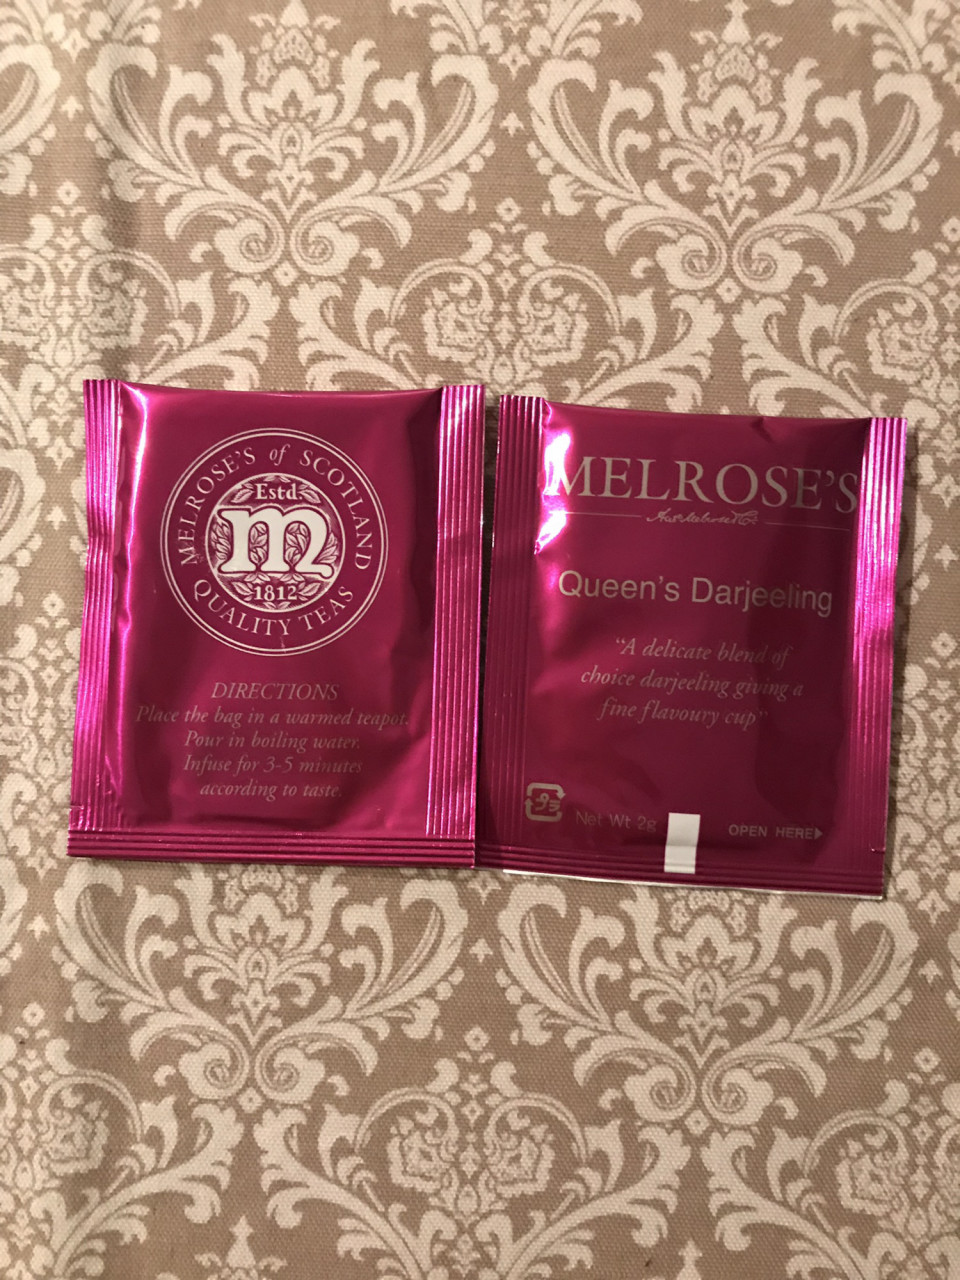 MELROSE'S of SCOTLAND
Estd
m
1812
QUALITY TEAS
DIRECTIONS
Place the bag in a warmed teapot.
Pour in boiling water.
Infuse for 3-5 minutes
according to taste.
MELROSE'S
Queen's Darjeeling
"A delicate blend of
choice darjeeling giving a
fine flavoury cup"
プラ
Net Wt 2g
OPEN HERE